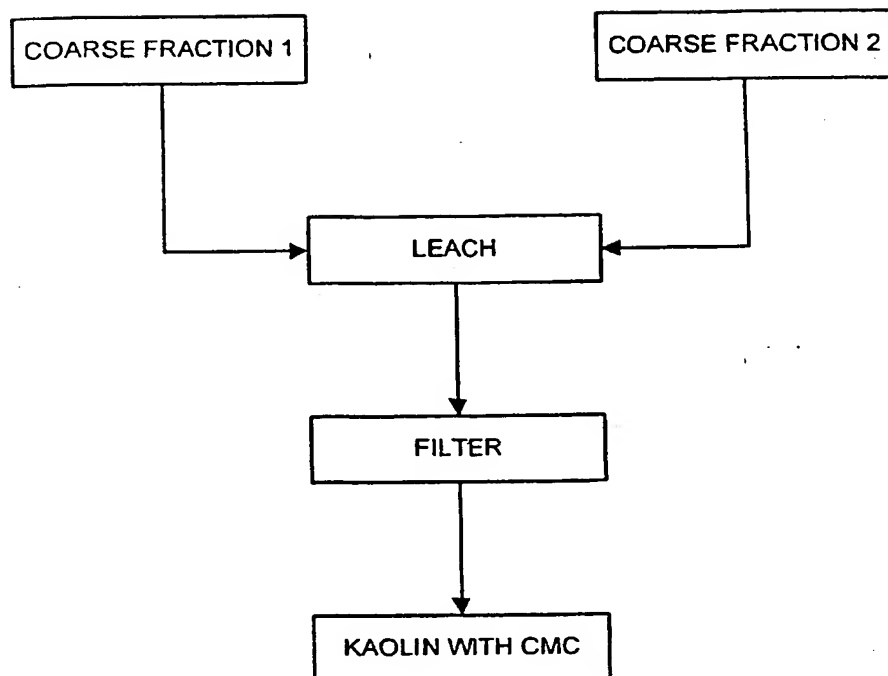 COARSE FRACTION 1
COARSE FRACTION 2
LEACH
FILTER
KAOLIN WITH CMC